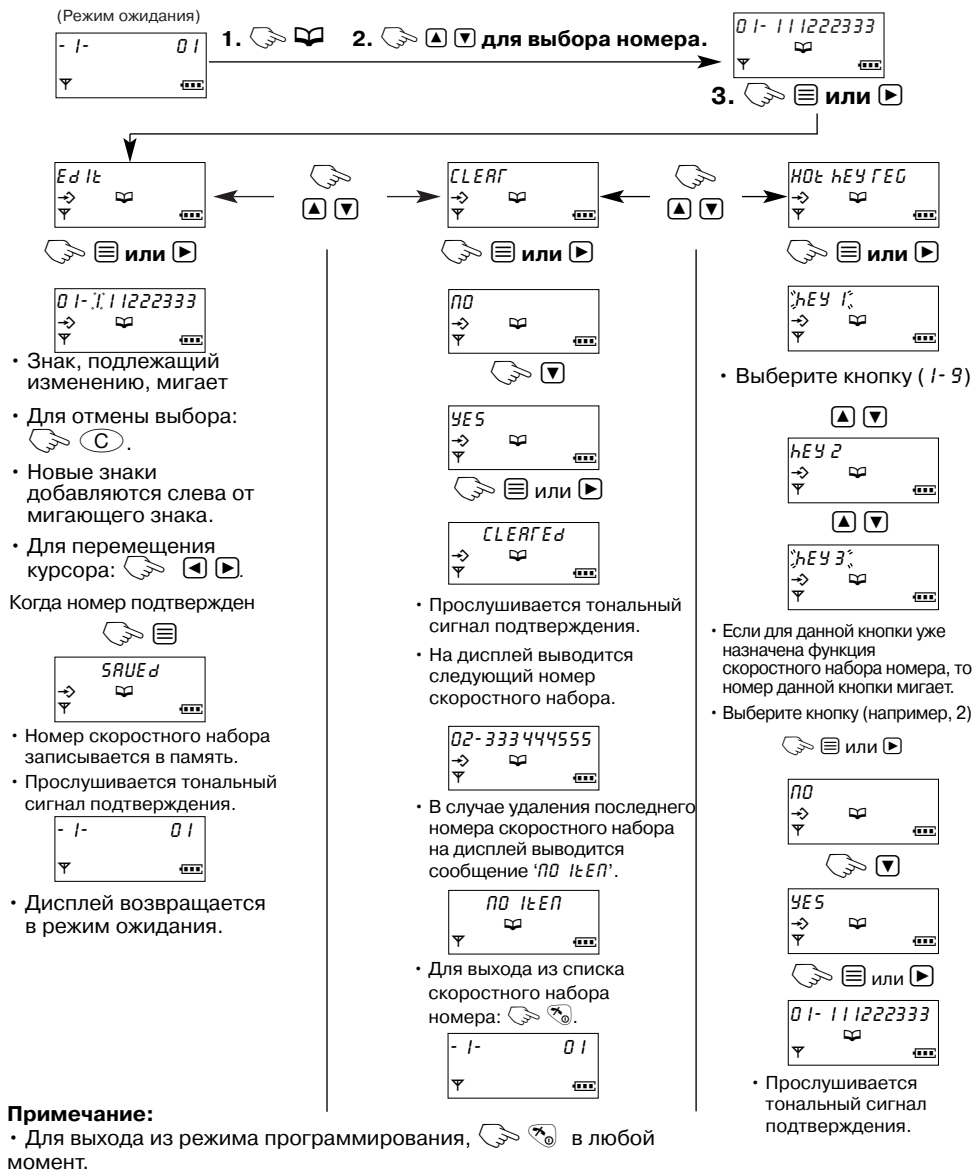 (Режим ожидания)
- 1- 01
1. 2. для выбора номера.
01-111222333
3. или
Edit
CLEAr
HOt kEY rEG
или
или
или
01-111222333
• Знак, подлежащий
изменению, мигает
• Для отмены выбора:
C.
• Новые знаки
добавляются слева от
мигающего знака.
• Для перемещения
курсора: .
Когда номер подтвержден
SAVEd
• Номер скоростного набора
записывается в память.
• Прослушивается тональный
сигнал подтверждения.
- 1- 01
• Дисплей возвращается
в режим ожидания.
NO
YES
или
CLEArEd
• Прослушивается тональный
сигнал подтверждения.
• На дисплей выводится
следующий номер
скоростного набора.
02-333444555
• В случае удаления последнего
номера скоростного набора
на дисплей выводится
сообщение 'NO ItEM'.
NO ItEM
• Для выхода из списка
скоростного набора
номера: .
- 1- 01
kEY 1
• Выберите кнопку (1-9)
kEY 2
kEY 3
• Если для данной кнопки уже
назначена функция
скоростного набора номера, то
номер данной кнопки мигает.
• Выберите кнопку (например, 2)
или
NO
YES
или
01-111222333
• Прослушивается
тональный сигнал
подтверждения.
Примечание:
• Для выхода из режима программирования, в любой
момент.